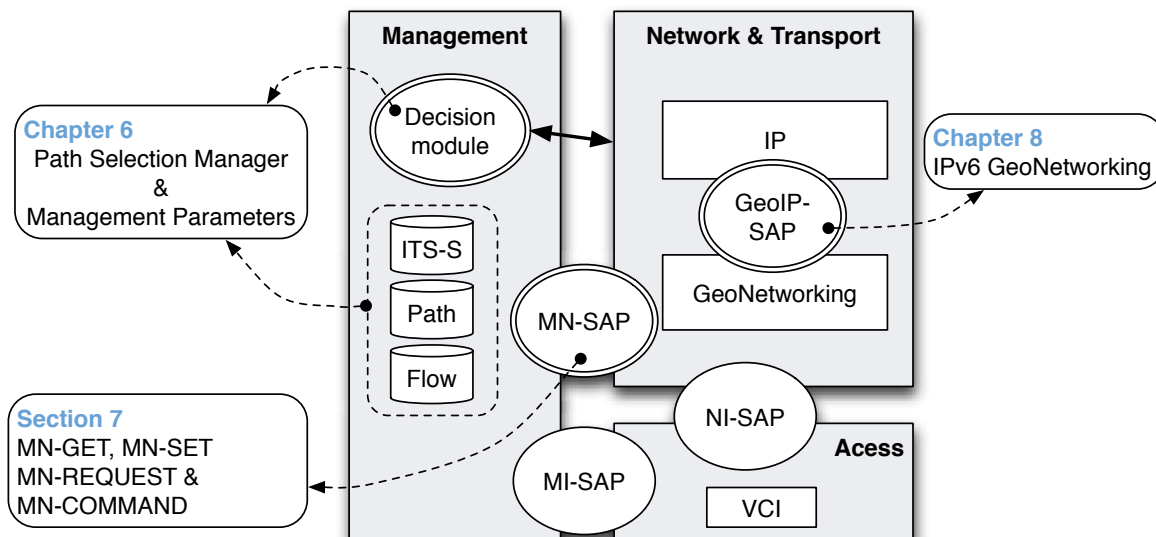 Management
Network & Transport
Decision
module
Chapter 6
Path Selection Manager
&
Management Parameters
IP
Chapter 8
IPv6 GeoNetworking
GeoIP-
SAP
ITS-S
Path
Flow
MN-SAP
GeoNetworking
Section 7
MN-GET, MN-SET
MN-REQUEST &
MN-COMMAND
NI-SAP
MI-SAP
Acess
VCI